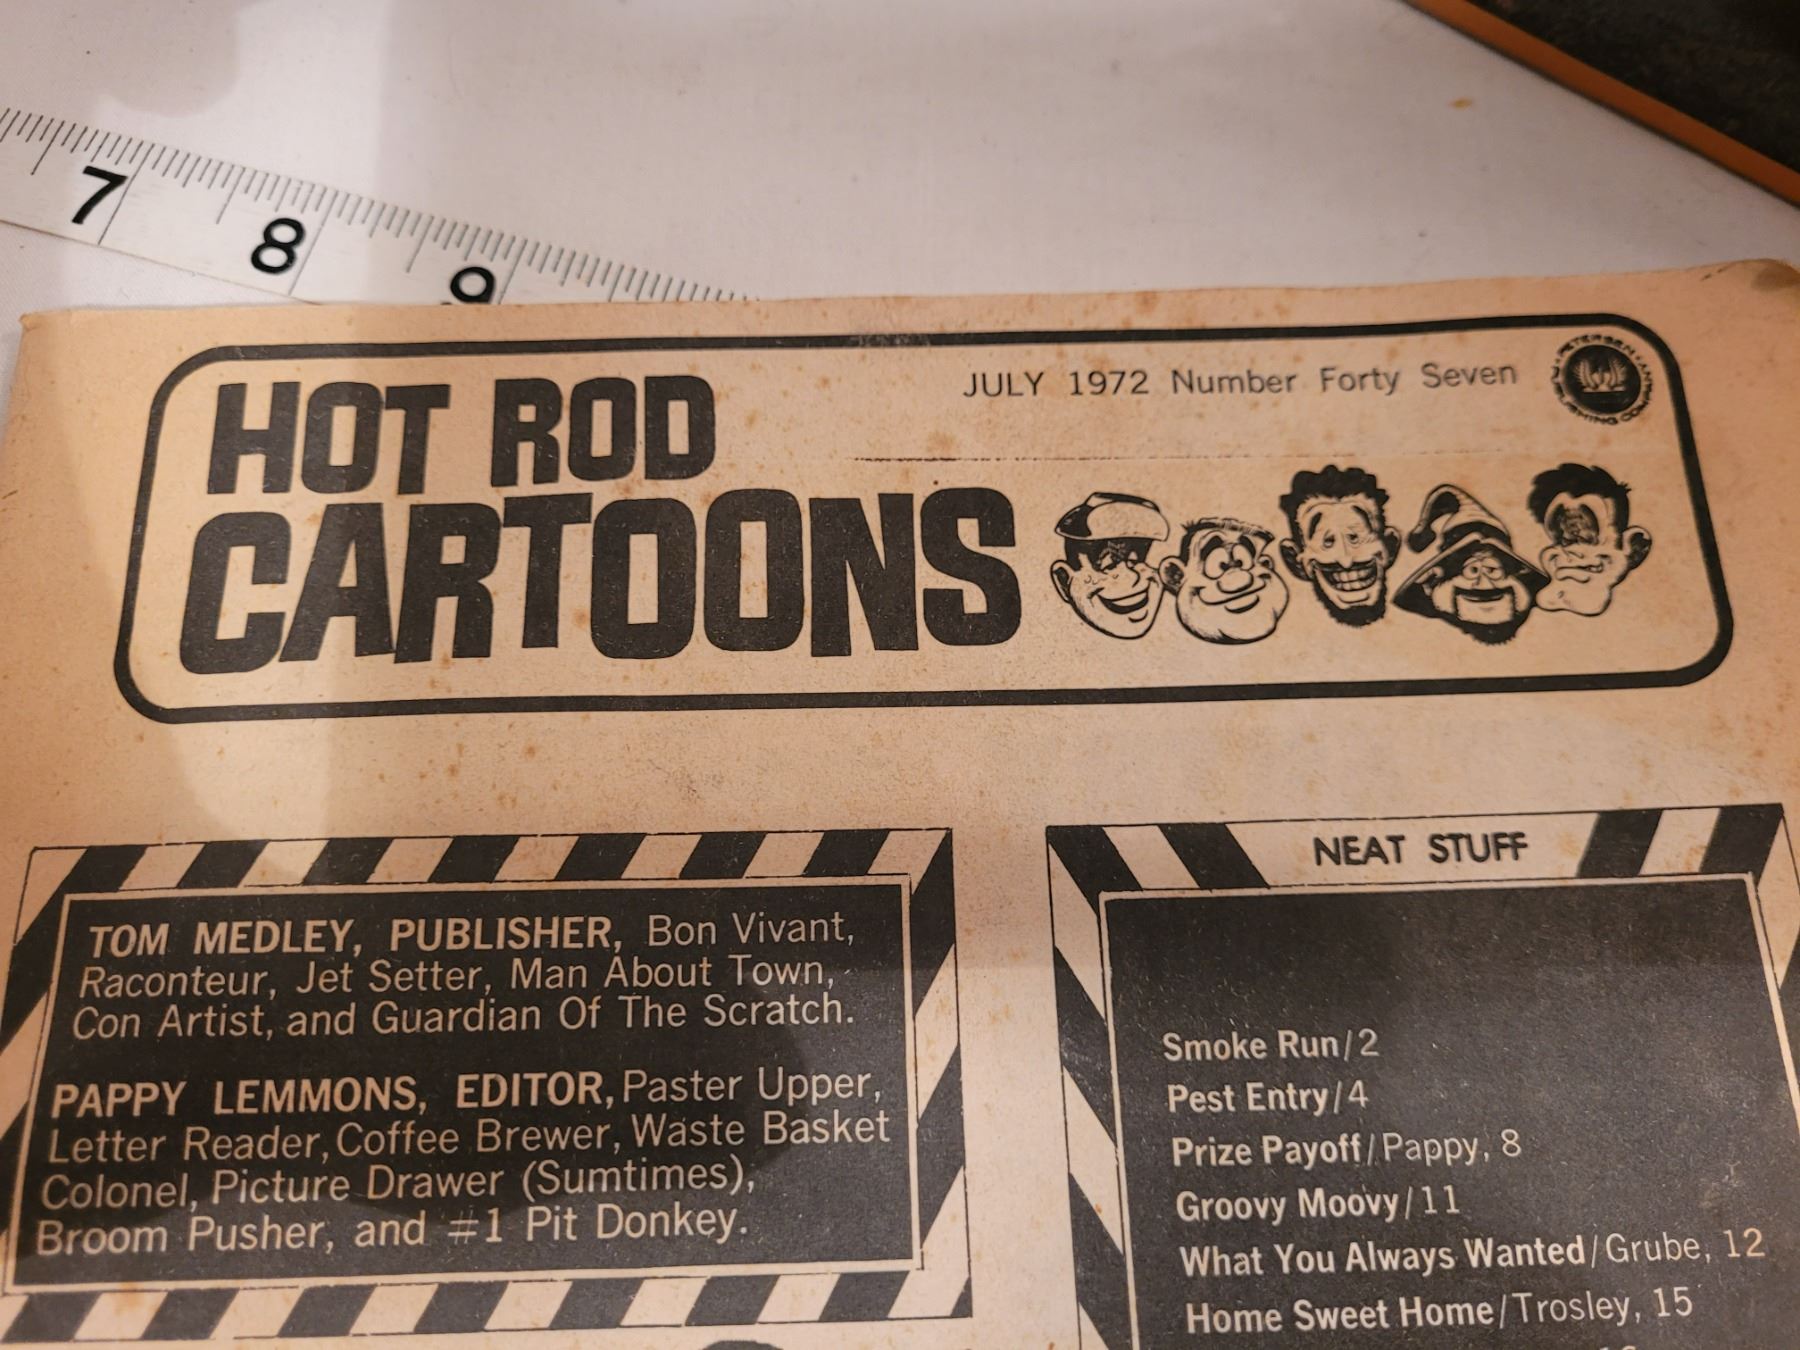 7
8
9
HOT ROD
CARTOONS
JULY 1972 Number Forty Seven
TOM MEDLEY, PUBLISHER, Bon Vivant,
Raconteur, Jet Setter, Man About Town,
Con Artist, and Guardian Of The Scratch.
PAPPY LEMMONS, EDITOR, Paster Upper,
Letter Reader, Coffee Brewer, Waste Basket
Colonel, Picture Drawer (Sumtimes),
Broom Pusher, and #1 Pit Donkey.
NEAT STUFF
Smoke Run/2
Pest Entry/4
Prize Payoff/Pappy, 8
Groovy Moovy/11
What You Always Wanted/Grube, 12
Home Sweet Home/Trosley, 15